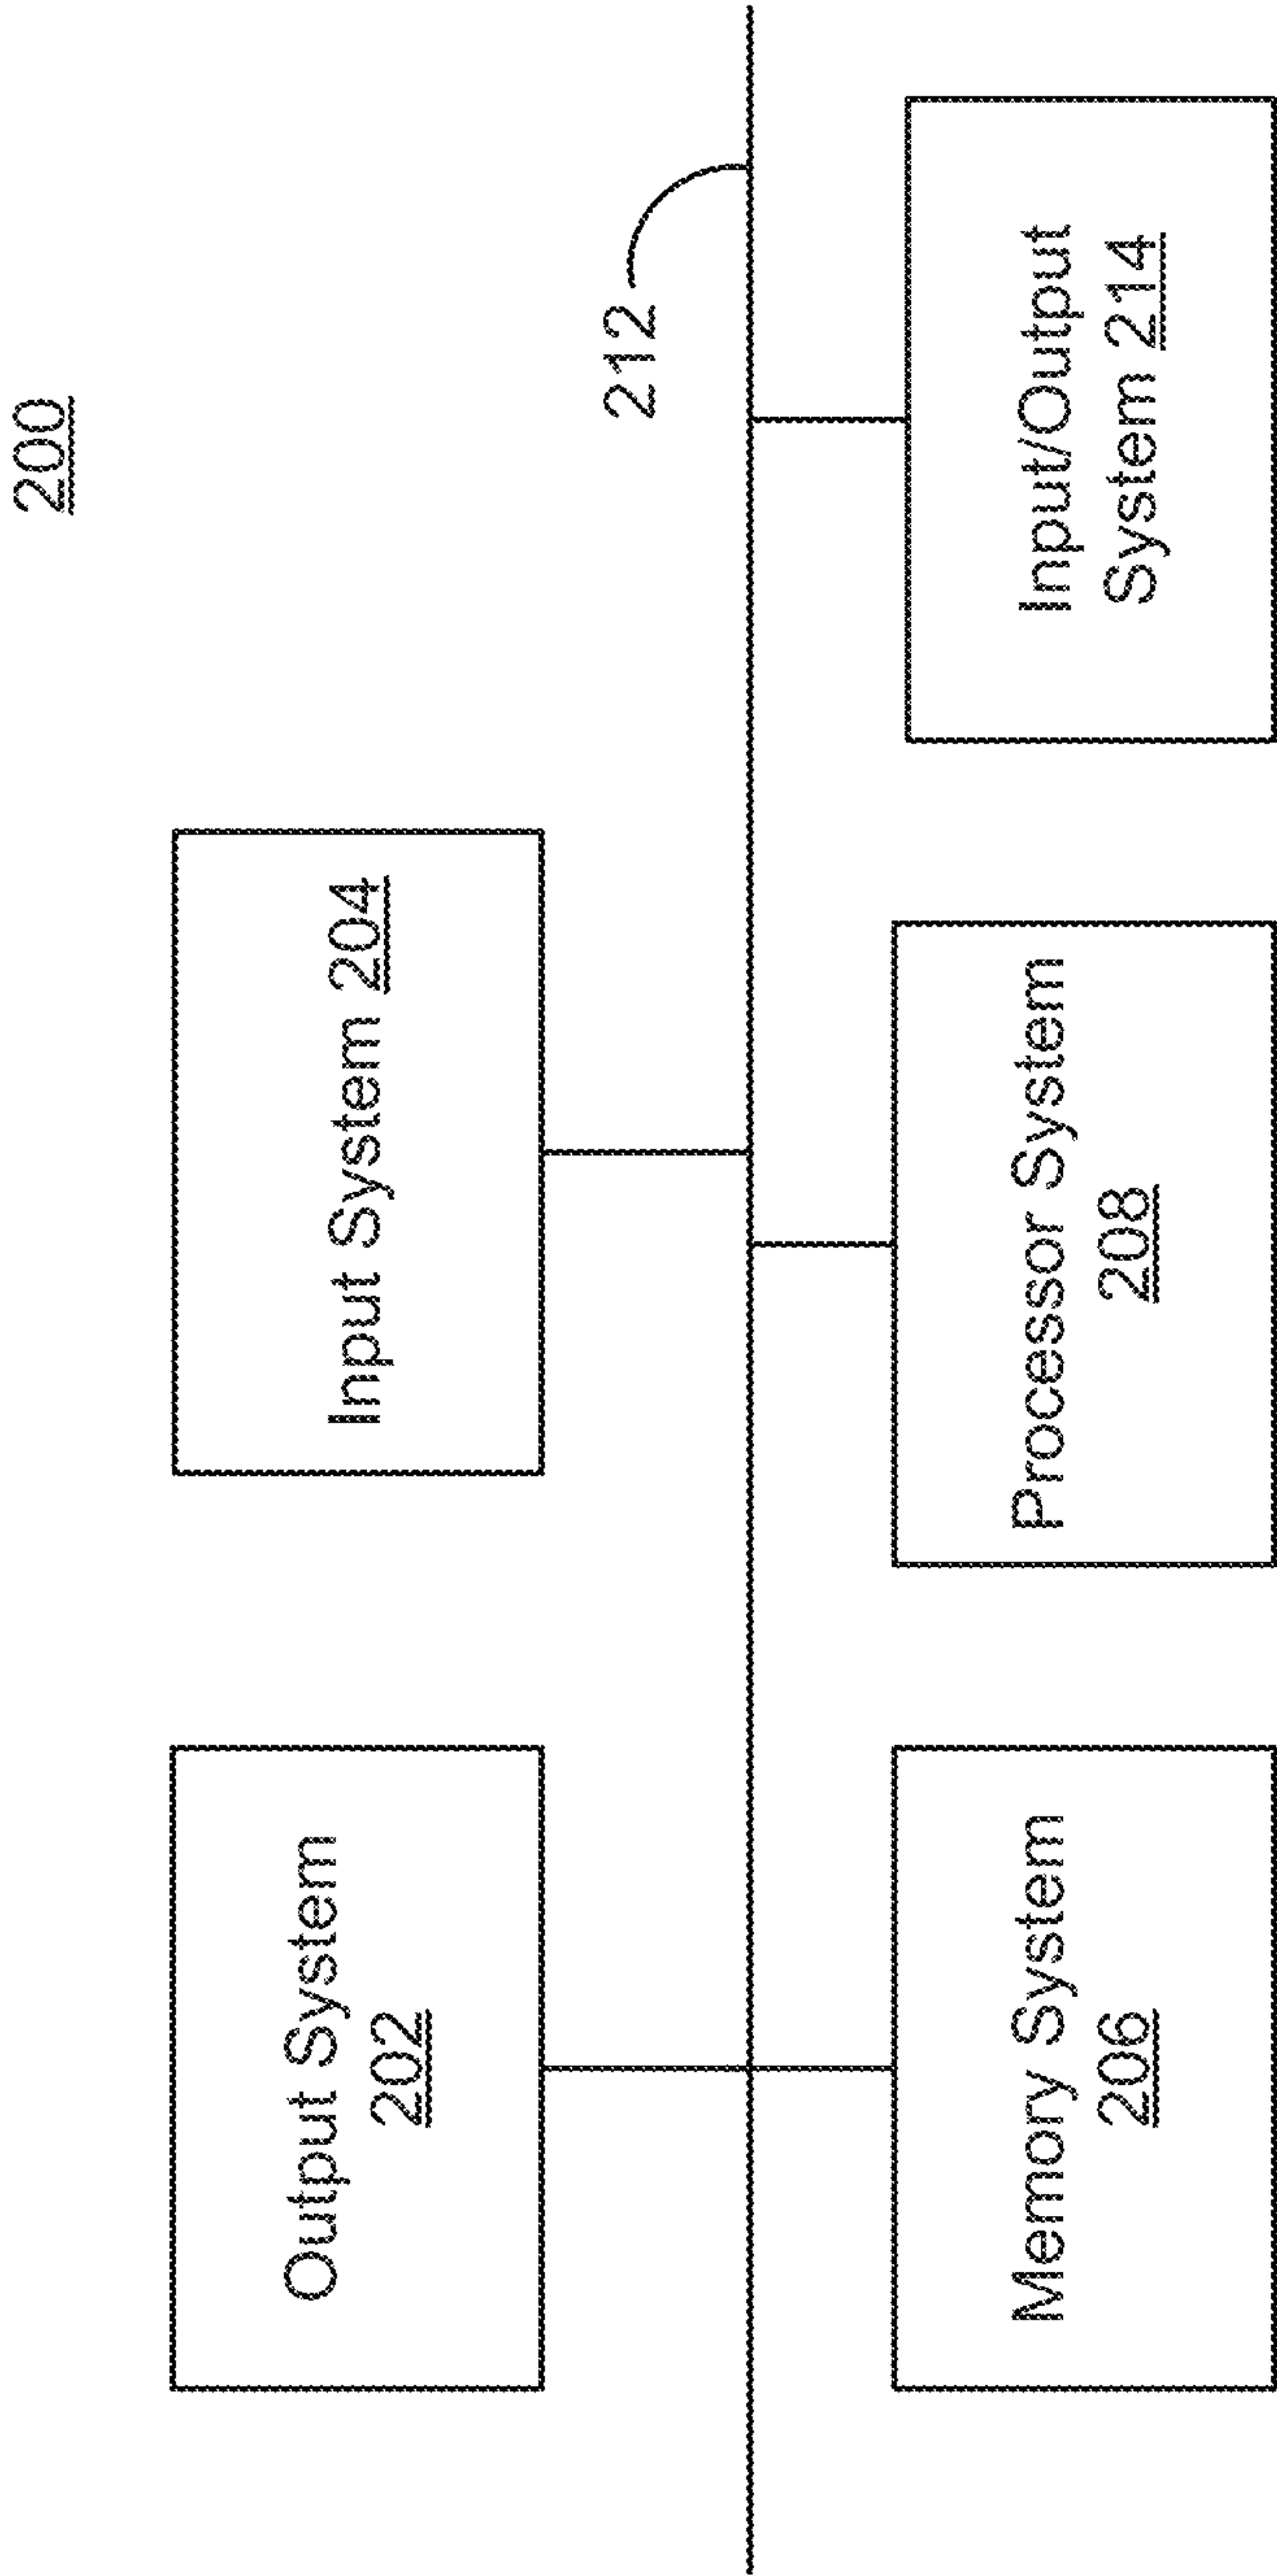 200
Output System
202
Input System 204
212
Memory System
206
Processor System
208
Input/Output
System 214